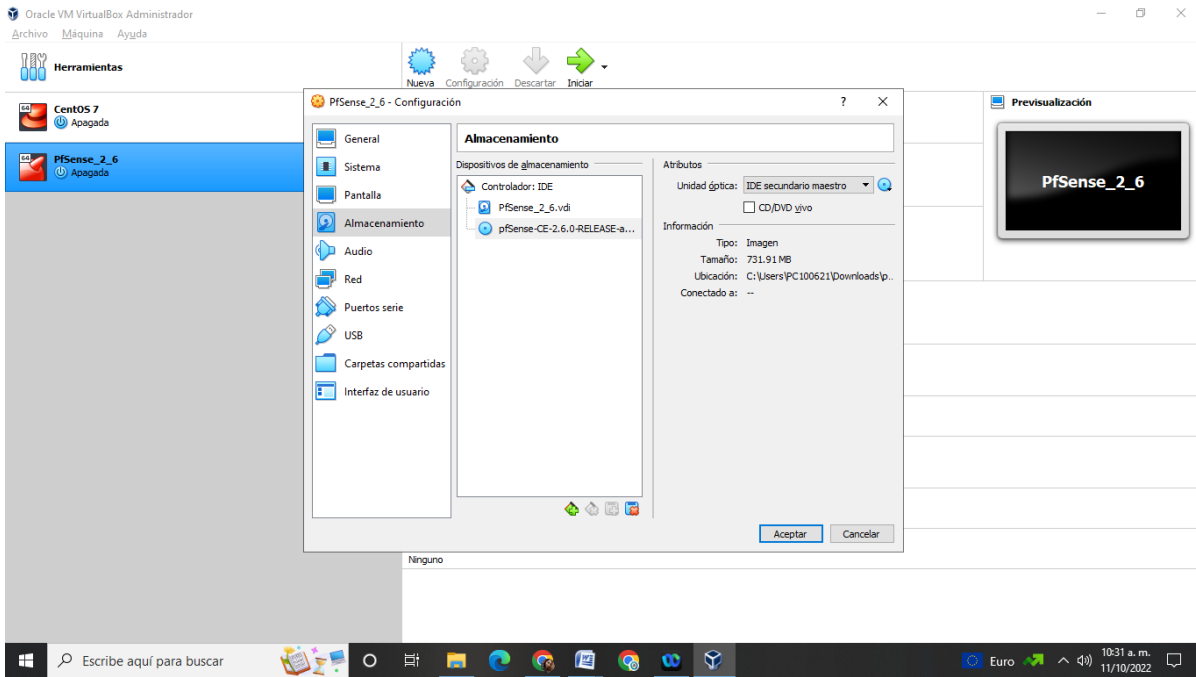 Oracle VM VirtualBox Administrador
Archivo Máquina Ayuda
Herramientas
Nueva Configuración Descartar Iniciar
64 CentOS 7
Apagada
64 PfSense_2_6
Apagada
PfSense_2_6 - Configuración ? ×
General
Sistema
Pantalla
Almacenamiento
Audio
Red
Puertos serie
USB
Carpetas compartidas
Interfaz de usuario
Almacenamiento
Dispositivos de almacenamiento
Controlador: IDE
PfSense_2_6.vdi
pfSense-CE-2.6.0-RELEASE-a...
Atributos
Unidad óptica: IDE secundario maestro
CD/DVD vivo
Información
Tipo: Imagen
Tamaño: 731.91 MB
Ubicación: C:\Users\PC100621\Downloads\p...
Conectado a: --
Aceptar Cancelar
Previsualización
PfSense_2_6
Ninguno
Escribe aquí para buscar
Euro
10:31 a. m.
11/10/2022